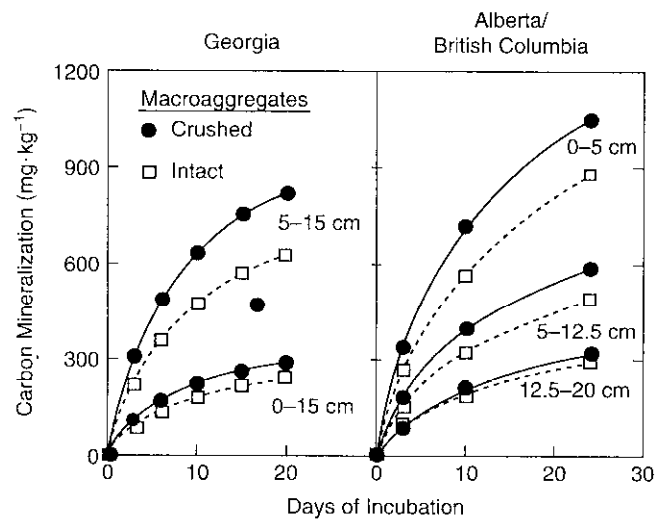 Georgia
Alberta/
British Columbia
1200
900
600
300
0
Carbon Mineralization (mg·kg⁻¹)
Macroaggregates
Crushed
Intact
5–15 cm
0–15 cm
0–5 cm
5–12.5 cm
12.5–20 cm
0 10 20 0 10 20 30
Days of Incubation